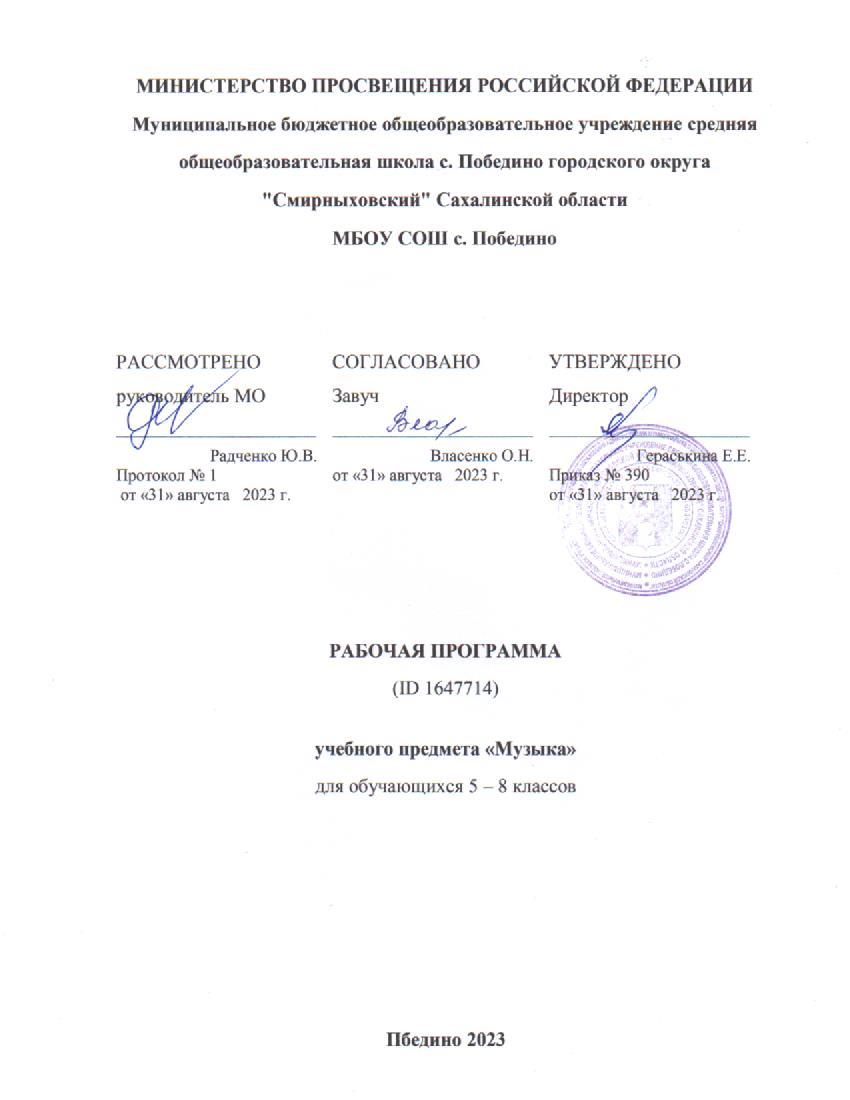 МИНИСТЕРСТВО ПРОСВЕЩЕНИЯ РОССИЙСКОЙ ФЕДЕРАЦИИ
Муниципальное бюджетное общеобразовательное учреждение средняя
общеобразовательная школа с. Победино городского округа
"Смирныховский" Сахалинской области
МБОУ СОШ с. Победино
РАССМОТРЕНО
руководитель МО
Радченко Ю.В.
Протокол № 1
от «31» августа 2023 г.
СОГЛАСОВАНО
Завуч
Власенко О.Н.
от «31» августа 2023 г.
УТВЕРЖДЕНО
Директор
Гераськина Е.Е.
Приказ № 390
от «31» августа 2023 г.
РАБОЧАЯ ПРОГРАММА
(ID 1647714)
учебного предмета «Музыка»
для обучающихся 5 – 8 классов
Пбедино 2023